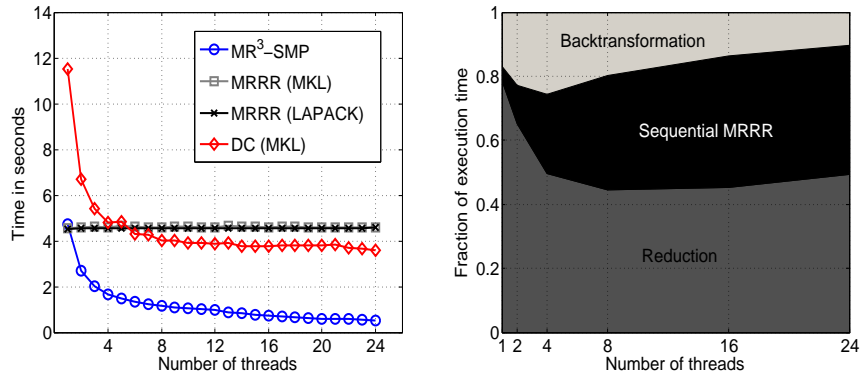 14
12
10
8
6
4
2
0
Time in seconds
MR³−SMP
MRRR (MKL)
MRRR (LAPACK)
DC (MKL)
4 8 12 16 20 24
Number of threads
1
0.8
0.6
0.4
0.2
0
Fraction of execution time
Backtransformation
Sequential MRRR
Reduction
1 2 4 8 16 24
Number of threads